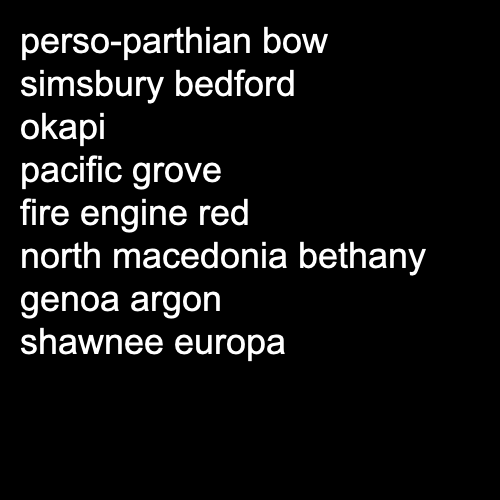 perso-parthian bow
simsbury bedford
okapi
pacific grove
fire engine red
north macedonia bethany
genoa argon
shawnee europa